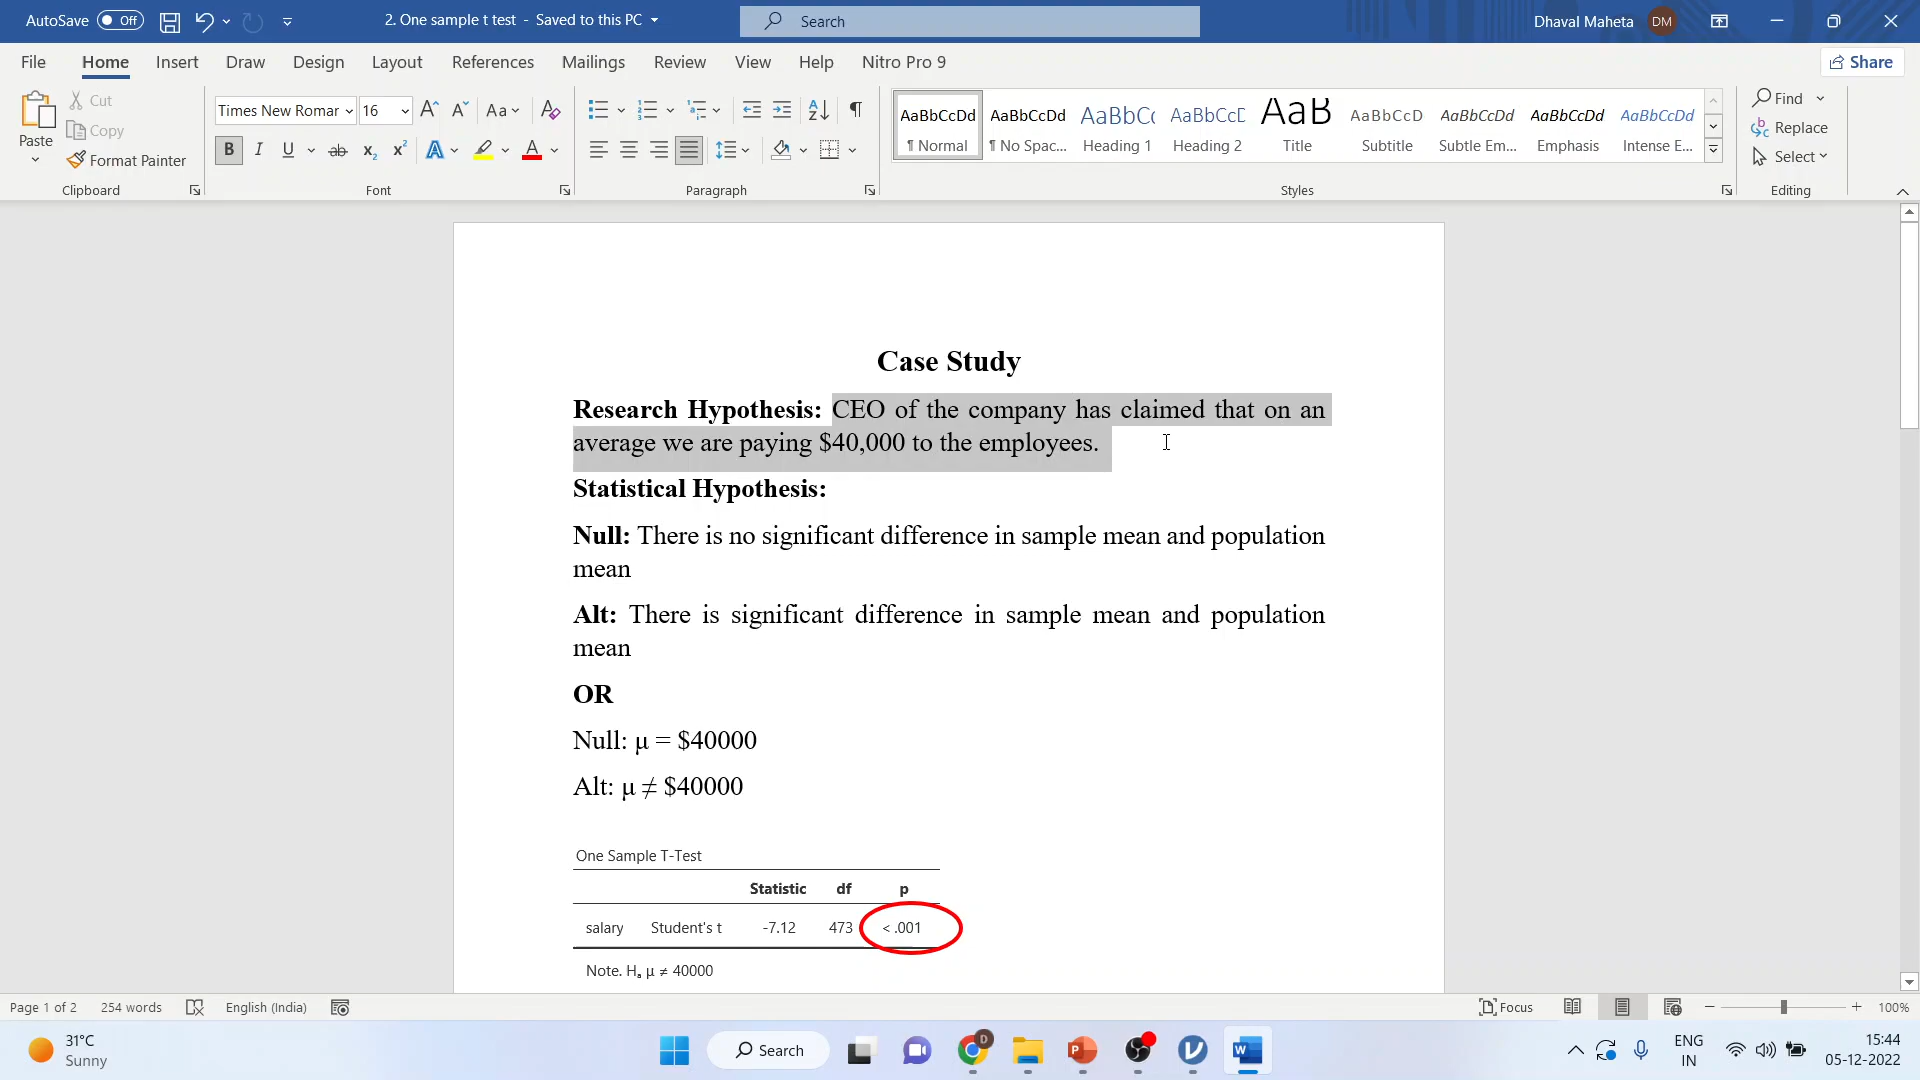 AutoSave Off 2. One sample t test - Saved to this PC Search Dhaval Maheta DM
File Home Insert Draw Design Layout References Mailings Review View Help Nitro Pro 9 Share
Paste
Cut
Copy
Format Painter
Clipboard
Times New Roman 16
Font
Paragraph
AaBbCcDd AaBbCcDd AaBbCc AaBbCcD AaB AaBbCcD AaBbCcDd AaBbCcDd AaBbCcDd
¶ Normal ¶ No Spac... Heading 1 Heading 2 Title Subtitle Subtle Em... Emphasis Intense E...
Styles
Find
Replace
Select
Editing
Case Study
Research Hypothesis: CEO of the company has claimed that on an
average we are paying $40,000 to the employees.
Statistical Hypothesis:
Null: There is no significant difference in sample mean and population
mean
Alt: There is significant difference in sample mean and population
mean
OR
Null: μ = $40000
Alt: μ ≠ $40000
One Sample T-Test
Statistic df p
salary Student's t -7.12 473 < .001
Note. Hₐ μ ≠ 40000
Page 1 of 2 254 words English (India) Focus 100%
31°C
Sunny
Search
ENG
IN
15:44
05-12-2022